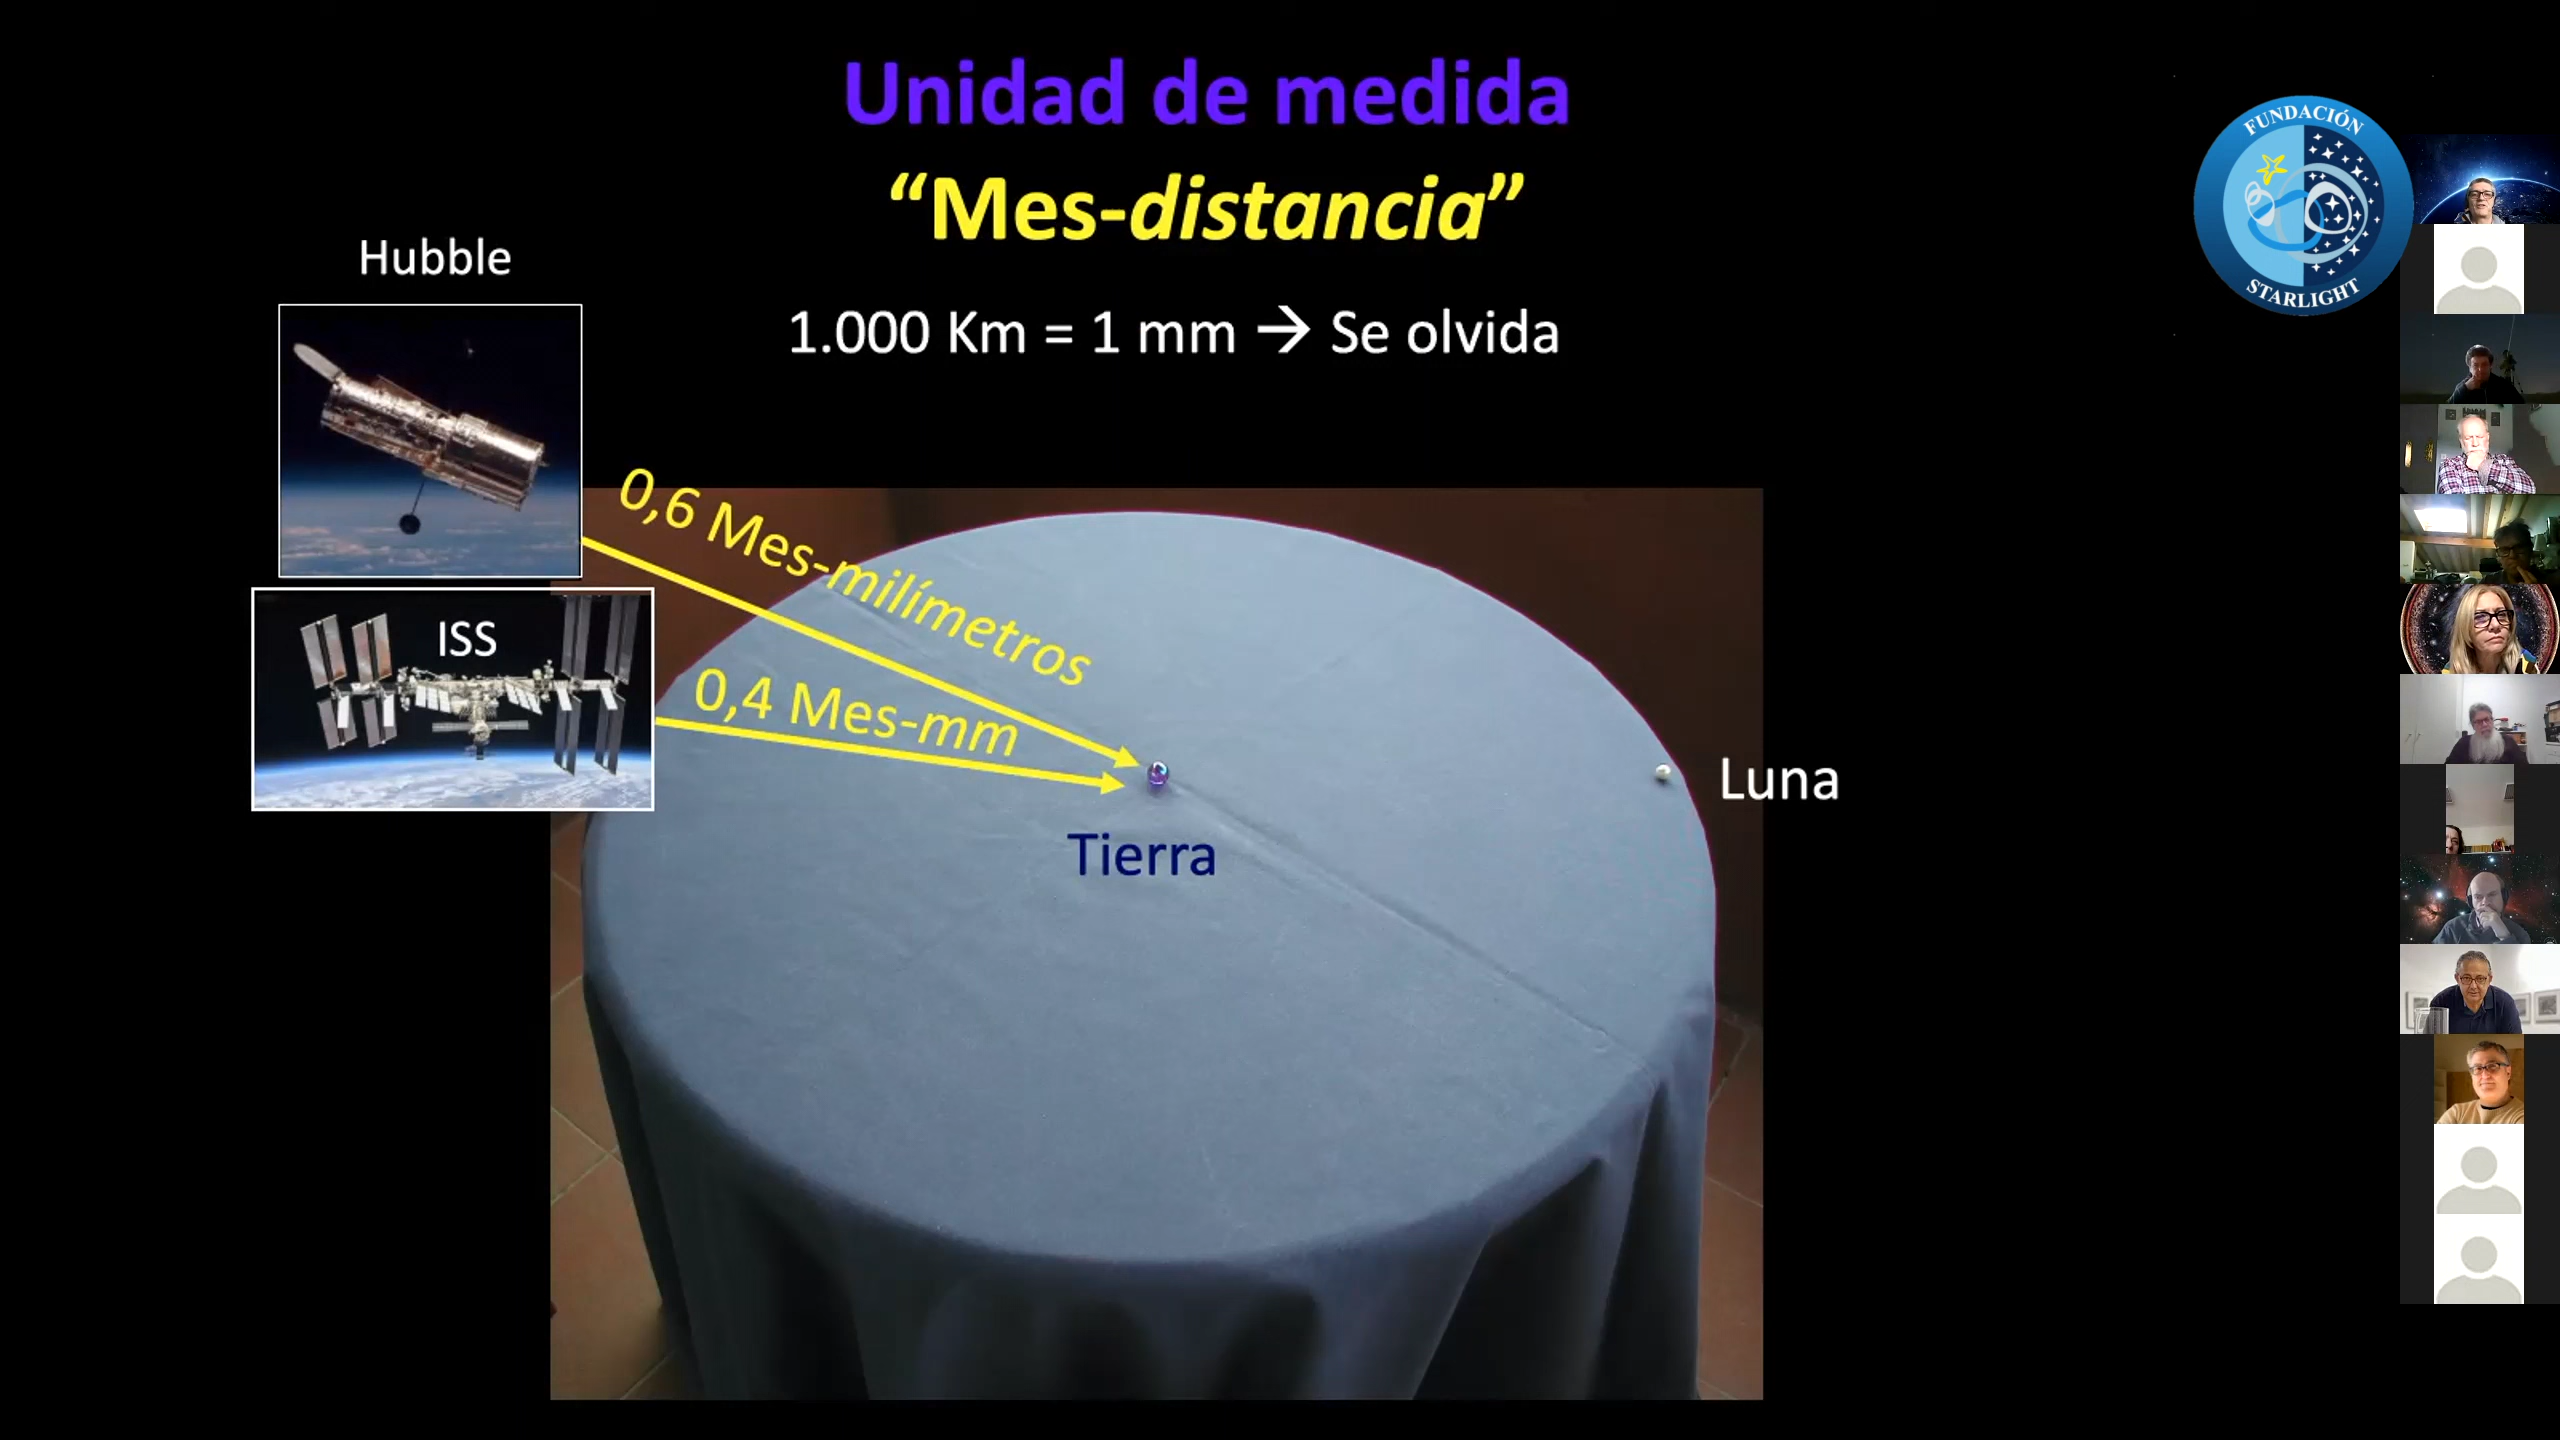 Unidad de medida
“Mes-distancia”
1.000 Km = 1 mm → Se olvida
Hubble
0,6 Mes-milímetros
ISS
0,4 Mes-mm
Tierra
Luna
FUNDACIÓN
STARLIGHT